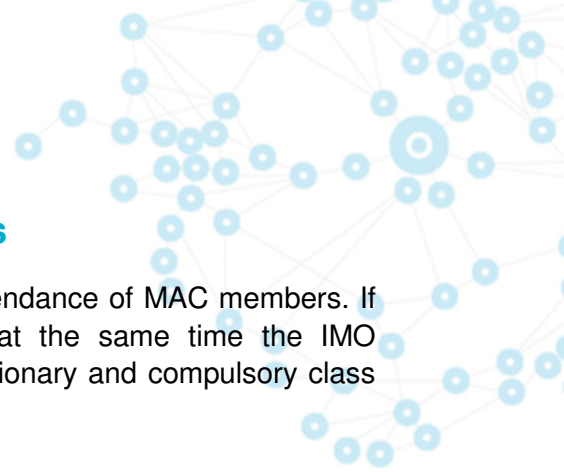 s
endance of MAC members. If
at the same time the IMO
ionary and compulsory class